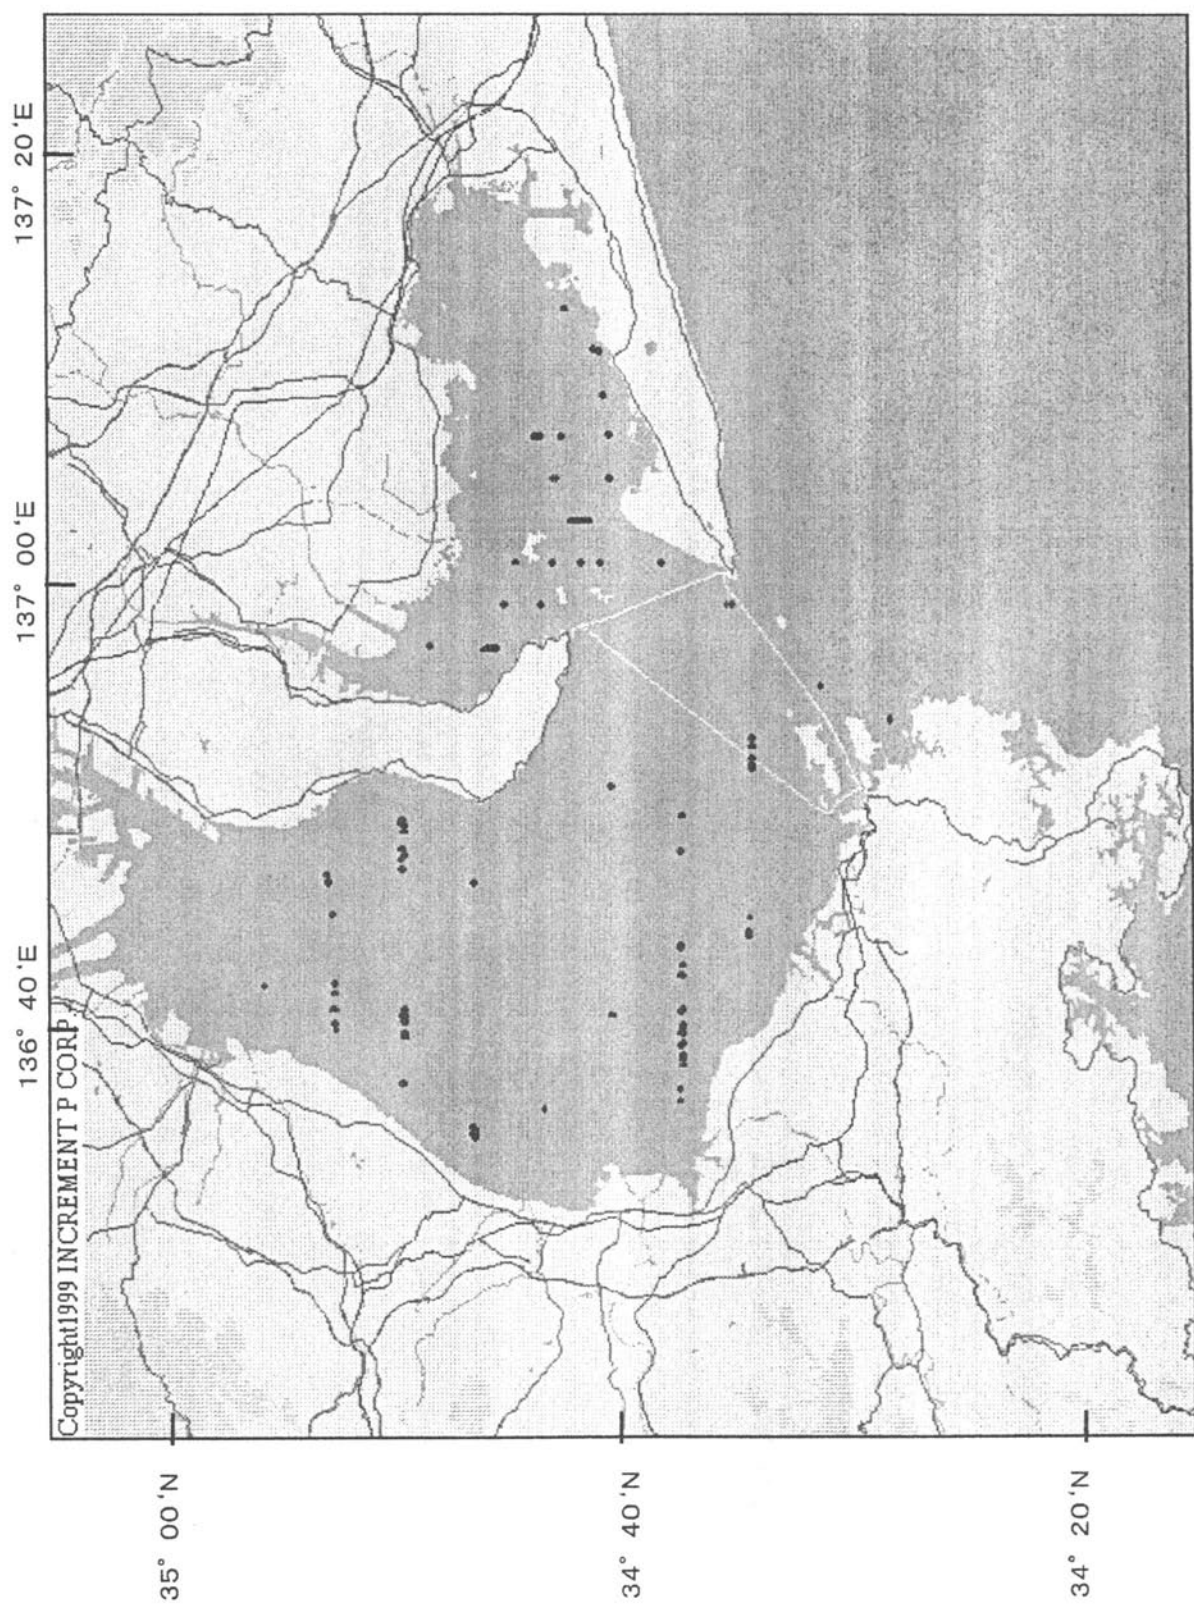 137° 20 'E
137° 00 'E
136° 40 'E
Copyright1999 INCREMENT P CORP.
35° 00 'N
34° 40 'N
34° 20 'N